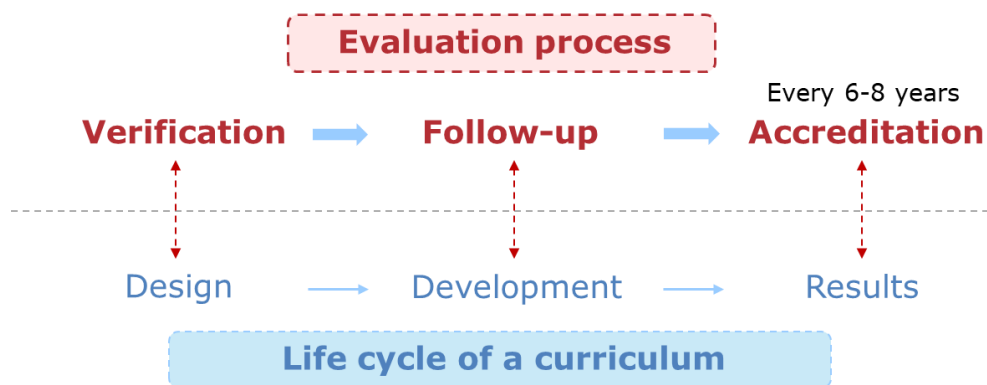 Evaluation process
Every 6-8 years
Verification
Follow-up
Accreditation
Design
Development
Results
Life cycle of a curriculum